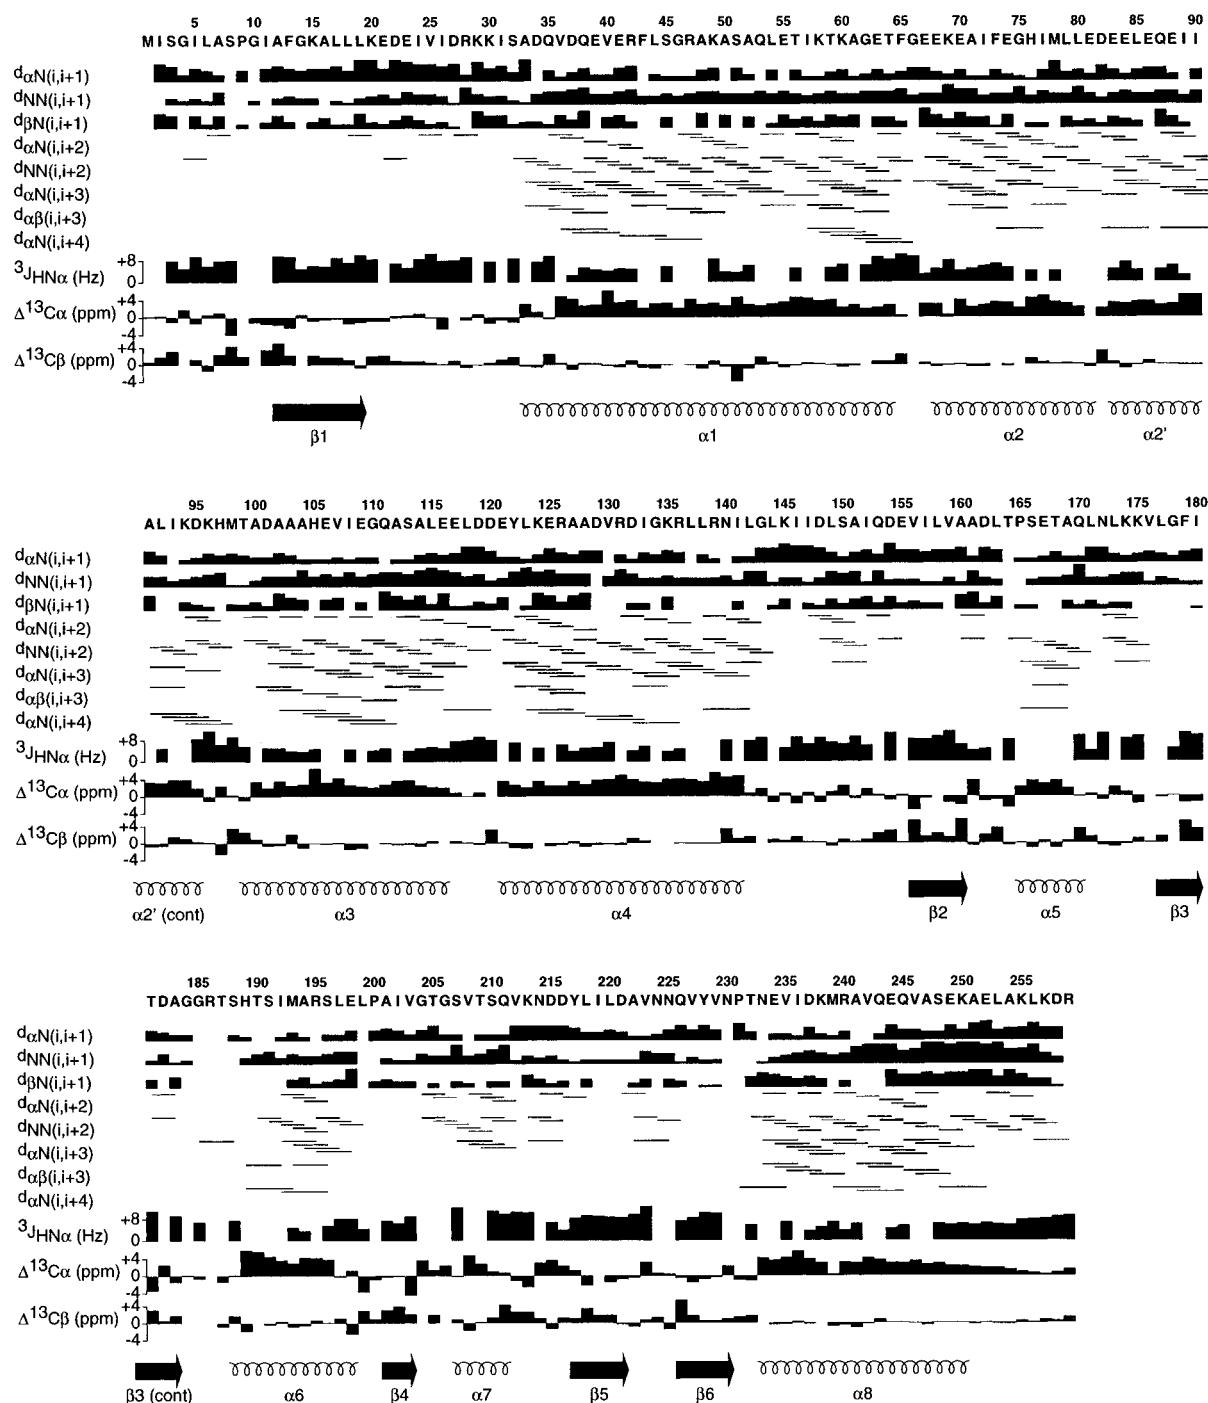 5 10 15 20 25 30 35 40 45 50 55 60 65 70 75 80 85 90
MISGILASPGIAFGKALLLKEDEIVIDRKKISADQVDQEVERFLSGRAKASAQLETIKTKAGETFGEEKEAIFEGHIMLLEDEELEQEII
dαN(i,i+1)
dNN(i,i+1)
dβN(i,i+1)
dαN(i,i+2)
dNN(i,i+2)
dαN(i,i+3)
dαβ(i,i+3)
dαN(i,i+4)
³JHNα (Hz) +8 0
Δ¹³Cα (ppm) +4 0 -4
Δ¹³Cβ (ppm) +4 0 -4
β1 α1 α2 α2'
95 100 105 110 115 120 125 130 135 140 145 150 155 160 165 170 175 180
ALIKDKHMTADAAAHEVIEGQASALEELDDEYLKERAADVRDIGKRLLRNILGLKIIDLSAIQDEVILVAADLTPSETAQLNLKKVLGFI
dαN(i,i+1)
dNN(i,i+1)
dβN(i,i+1)
dαN(i,i+2)
dNN(i,i+2)
dαN(i,i+3)
dαβ(i,i+3)
dαN(i,i+4)
³JHNα (Hz) +8 0
Δ¹³Cα (ppm) +4 0 -4
Δ¹³Cβ (ppm) +4 0 -4
α2' (cont) α3 α4 β2 α5 β3
185 190 195 200 205 210 215 220 225 230 235 240 245 250 255
TDAGGRTSHTSIMARSLELPAIVGTGSVTSQVKNDDYLILDAVNNQVYVNPTNEVIDKMRAVQEQVASEKAELAKLKDR
dαN(i,i+1)
dNN(i,i+1)
dβN(i,i+1)
dαN(i,i+2)
dNN(i,i+2)
dαN(i,i+3)
dαβ(i,i+3)
dαN(i,i+4)
³JHNα (Hz) +8 0
Δ¹³Cα (ppm) +4 0 -4
Δ¹³Cβ (ppm) +4 0 -4
β3 (cont) α6 β4 α7 β5 β6 α8